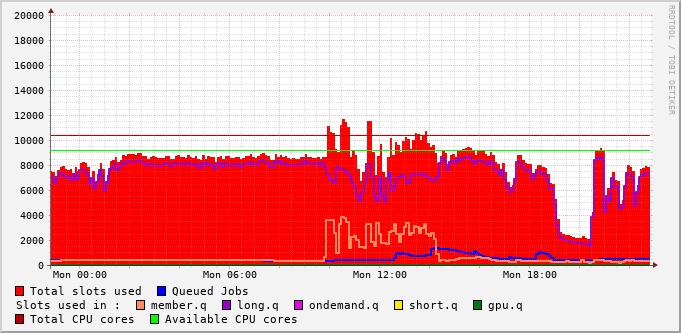 20000
18000
16000
14000
12000
10000
8000
6000
4000
2000
0
Mon 00:00 Mon 06:00 Mon 12:00 Mon 18:00
RRDTOOL / TOBI OETIKER
Total slots used Queued Jobs
Slots used in : member.q long.q ondemand.q short.q gpu.q
Total CPU cores Available CPU cores